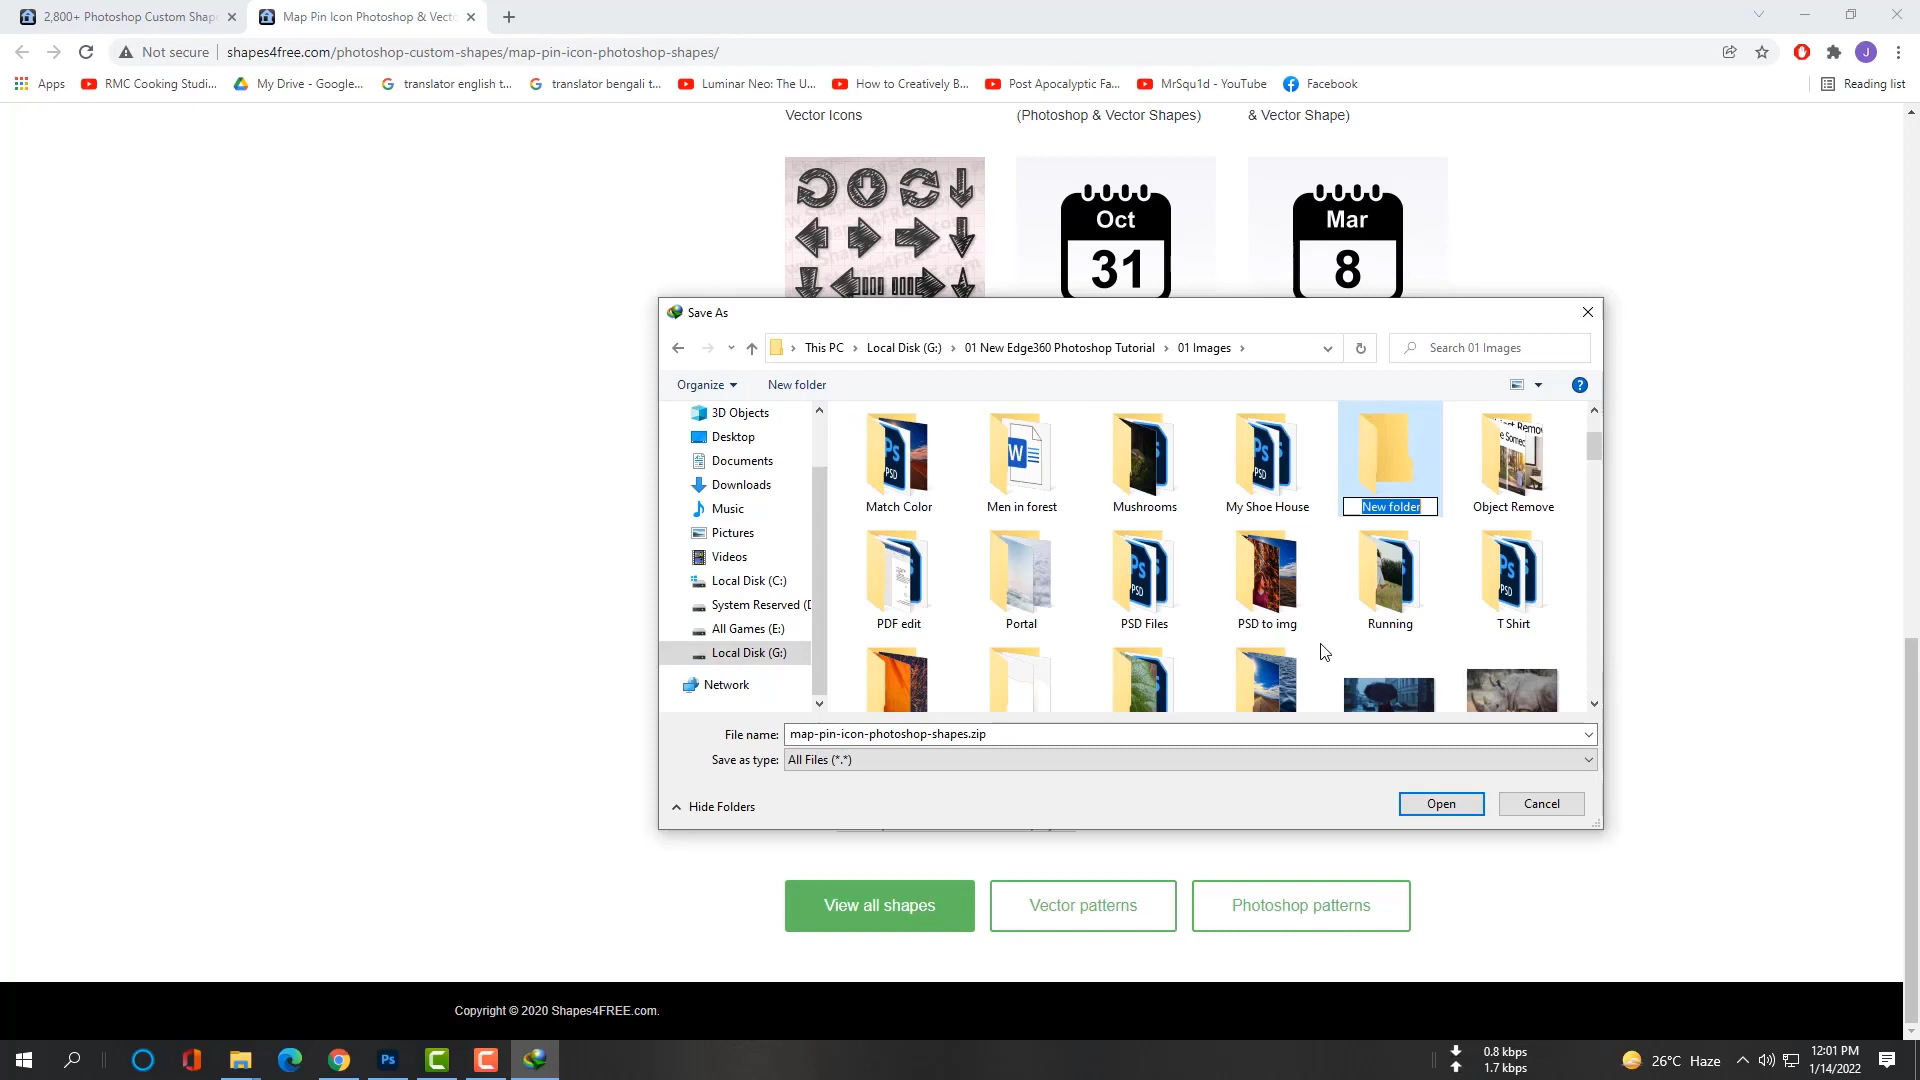 2,800+ Photoshop Custom Shap
Map Pin Icon Photoshop & Vecto
Not secure
shapes4free.com/photoshop-custom-shapes/map-pin-icon-photoshop-shapes/
J
Apps
RMC Cooking Studi...
My Drive - Google...
translator english t...
translator bengali t...
Luminar Neo: The U...
How to Creatively B...
Post Apocalyptic Fa...
MrSqu1d - YouTube
Facebook
Reading list
Vector Icons
(Photoshop & Vector Shapes)
& Vector Shape)
Oct
31
Mar
8
Save As
This PC
Local Disk (G:)
01 New Edge360 Photoshop Tutorial
01 Images
Search 01 Images
Organize
New folder
?
3D Objects
Desktop
Documents
Downloads
Music
Pictures
Videos
Local Disk (C:)
System Reserved (D
All Games (E:)
Local Disk (G:)
Network
Match Color
Men in forest
Mushrooms
My Shoe House
New folder
Object Remove
PDF edit
Portal
PSD Files
PSD to img
Running
T Shirt
File name:
map-pin-icon-photoshop-shapes.zip
Save as type:
All Files (*.*)
Hide Folders
Open
Cancel
View all shapes
Vector patterns
Photoshop patterns
Copyright © 2020 Shapes4FREE.com.
Ps
0.8 kbps
1.7 kbps
26°C Haze
12:01 PM
1/14/2022